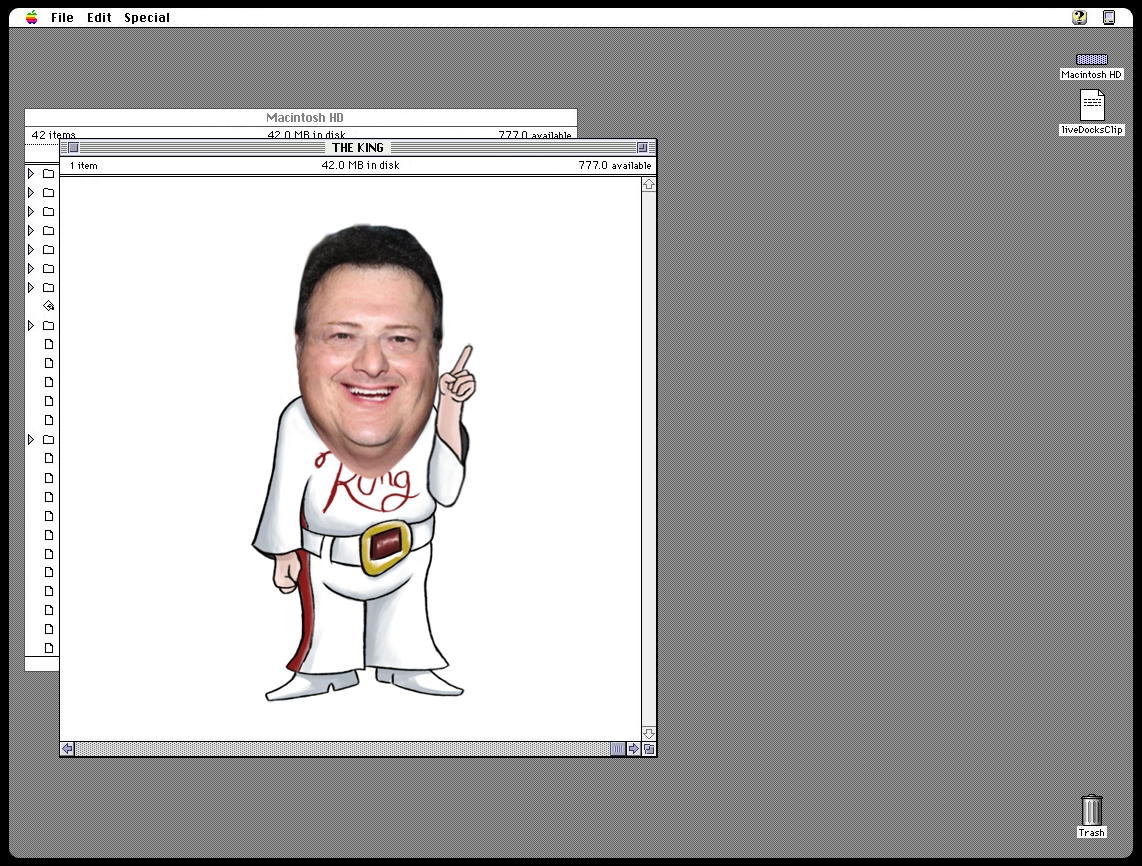 File Edit Special
Macintosh HD
liveDocksClip
Macintosh HD
42 items 42.0 MB in disk 777.0 available
THE KING
1 item 42.0 MB in disk 777.0 available
King
Trash